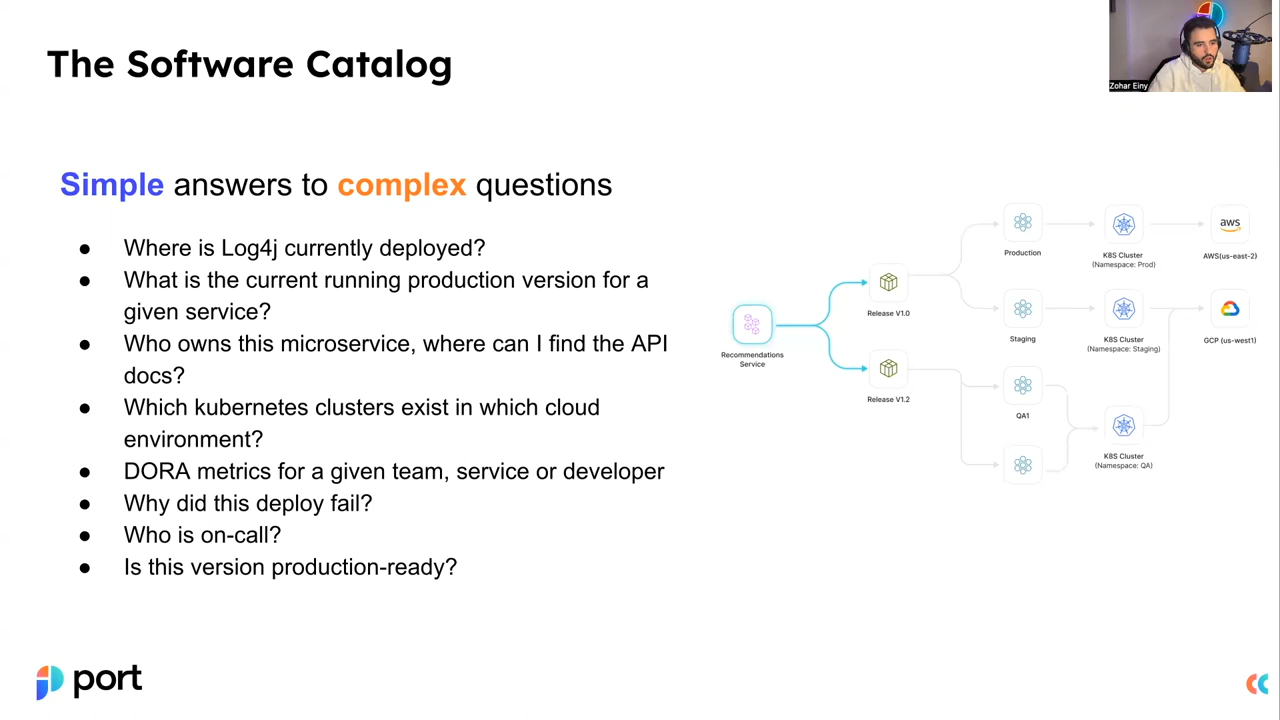 The Software Catalog
Zohar Einy
Simple answers to complex questions
● Where is Log4j currently deployed?
● What is the current running production version for a
given service?
● Who owns this microservice, where can I find the API
docs?
● Which kubernetes clusters exist in which cloud
environment?
● DORA metrics for a given team, service or developer
● Why did this deploy fail?
● Who is on-call?
● Is this version production-ready?
Recommendations
Service
Release V1.0
Release V1.2
Production
Staging
QA1
K8S Cluster
(Namespace: Prod)
K8S Cluster
(Namespace: Staging)
K8S Cluster
(Namespace: QA)
aws
AWS(us-east-2)
GCP (us-west1)
port